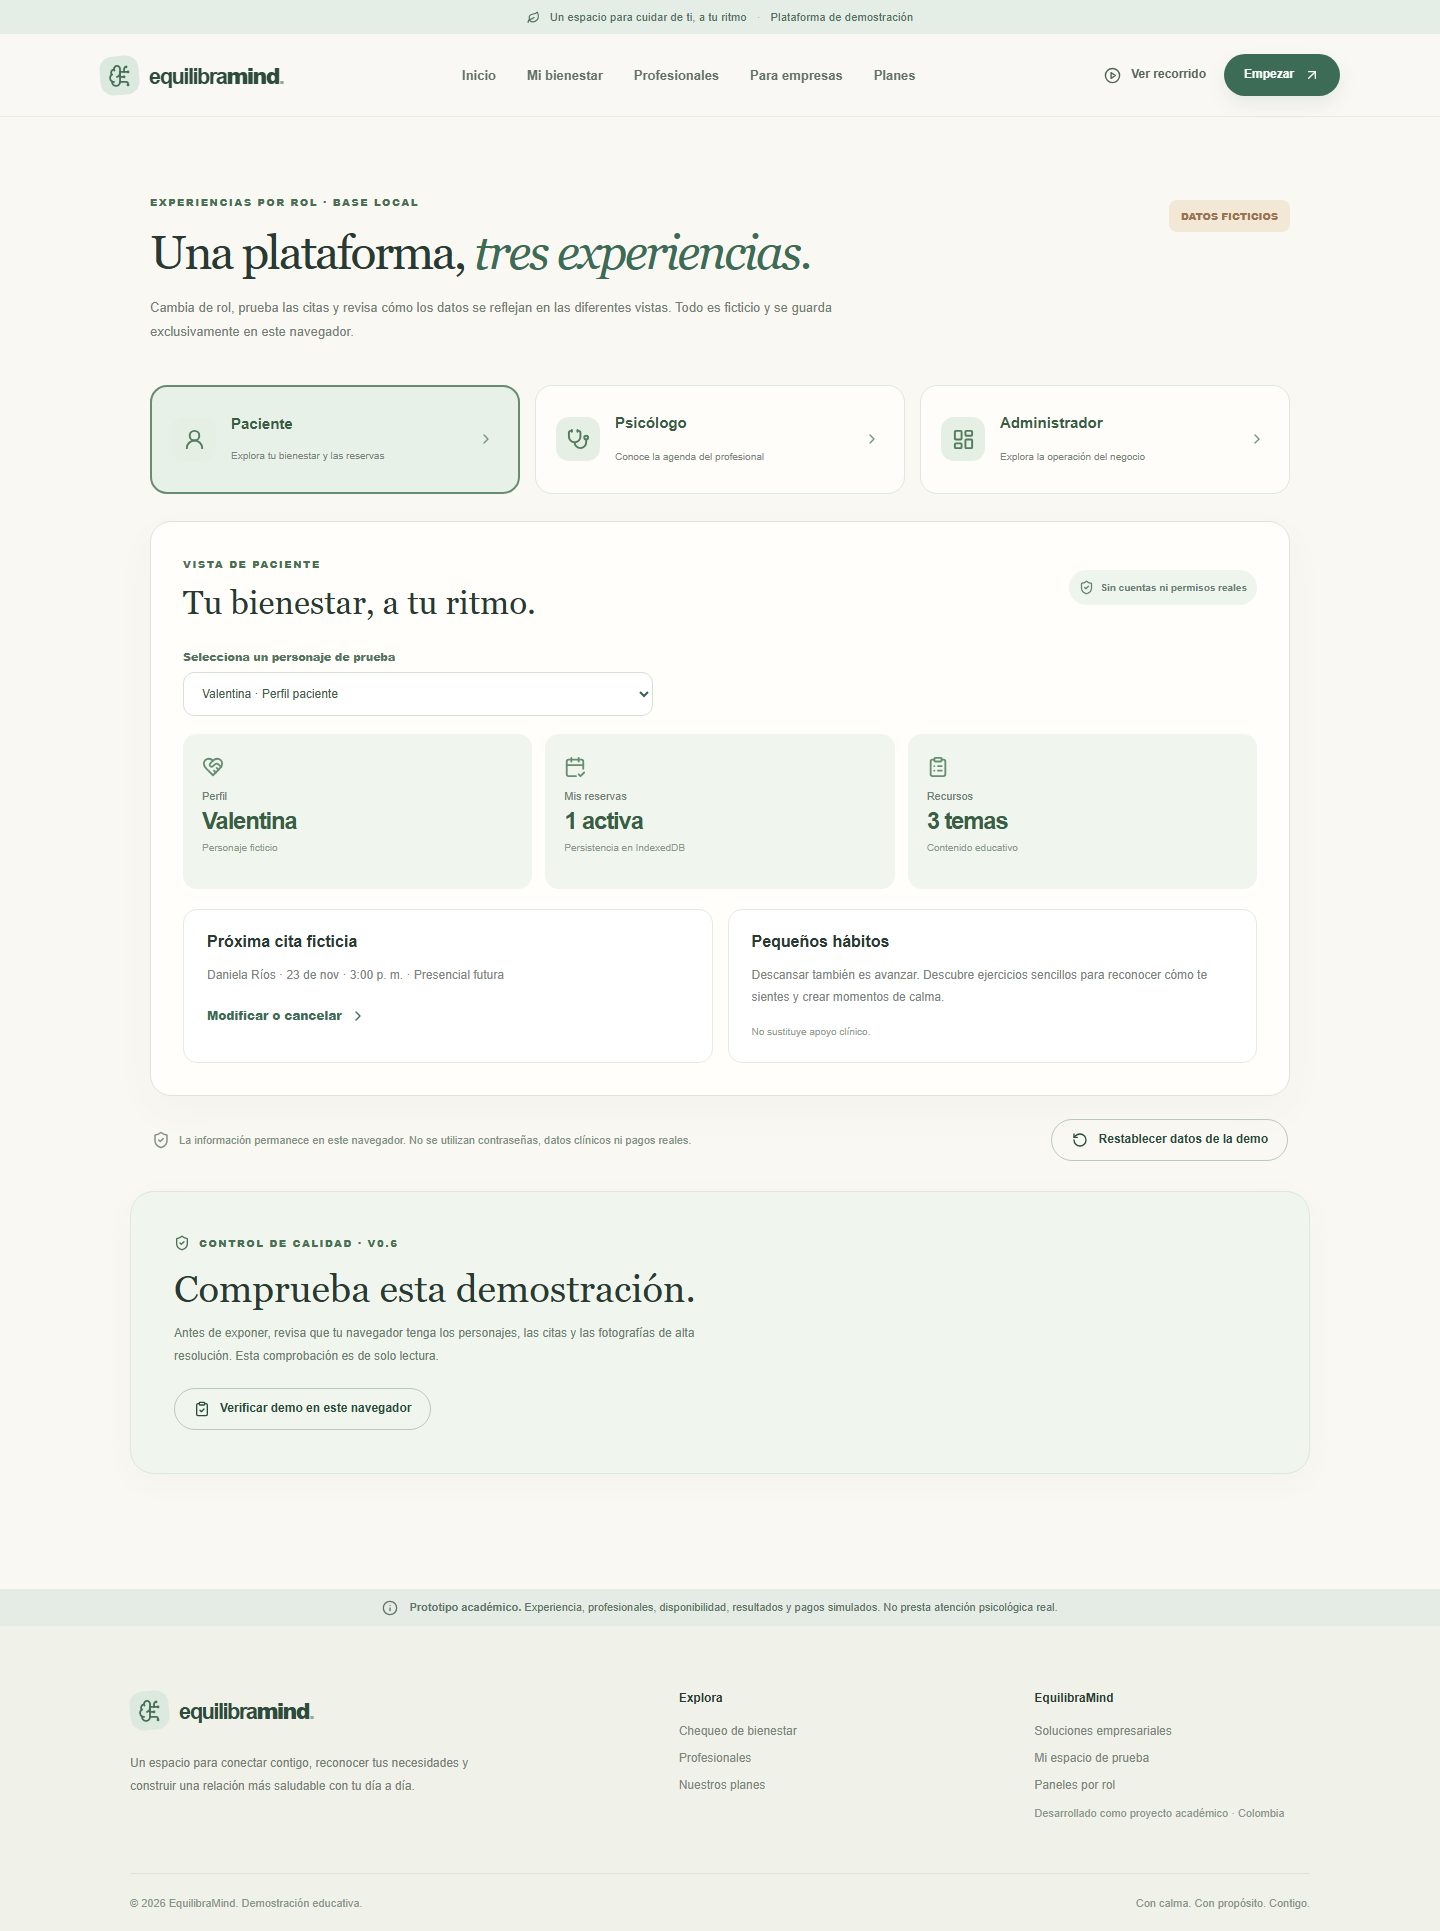 Un espacio para cuidar de ti, a tu ritmo · Plataforma de demostración
equilibramind.
Inicio
Mi bienestar
Profesionales
Para empresas
Planes
Ver recorrido
Empezar
EXPERIENCIAS POR ROL · BASE LOCAL
DATOS FICTICIOS
Una plataforma, tres experiencias.
Cambia de rol, prueba las citas y revisa cómo los datos se reflejan en las diferentes vistas. Todo es ficticio y se guarda
exclusivamente en este navegador.
Paciente
Explora tu bienestar y las reservas
Psicólogo
Conoce la agenda del profesional
Administrador
Explora la operación del negocio
VISTA DE PACIENTE
Tu bienestar, a tu ritmo.
Sin cuentas ni permisos reales
Selecciona un personaje de prueba
Valentina · Perfil paciente
Perfil
Valentina
Personaje ficticio
Mis reservas
1 activa
Persistencia en IndexedDB
Recursos
3 temas
Contenido educativo
Próxima cita ficticia
Daniela Ríos · 23 de nov · 3:00 p. m. · Presencial futura
Modificar o cancelar
Pequeños hábitos
Descansar también es avanzar. Descubre ejercicios sencillos para reconocer cómo te
sientes y crear momentos de calma.
No sustituye apoyo clínico.
La información permanece en este navegador. No se utilizan contraseñas, datos clínicos ni pagos reales.
Restablecer datos de la demo
CONTROL DE CALIDAD · V0.6
Comprueba esta demostración.
Antes de exponer, revisa que tu navegador tenga los personajes, las citas y las fotografías de alta
resolución. Esta comprobación es de solo lectura.
Verificar demo en este navegador
Prototipo académico. Experiencia, profesionales, disponibilidad, resultados y pagos simulados. No presta atención psicológica real.
equilibramind.
Un espacio para conectar contigo, reconocer tus necesidades y
construir una relación más saludable con tu día a día.
Explora
Chequeo de bienestar
Profesionales
Nuestros planes
EquilibraMind
Soluciones empresariales
Mi espacio de prueba
Paneles por rol
Desarrollado como proyecto académico · Colombia
© 2026 EquilibraMind. Demostración educativa.
Con calma. Con propósito. Contigo.